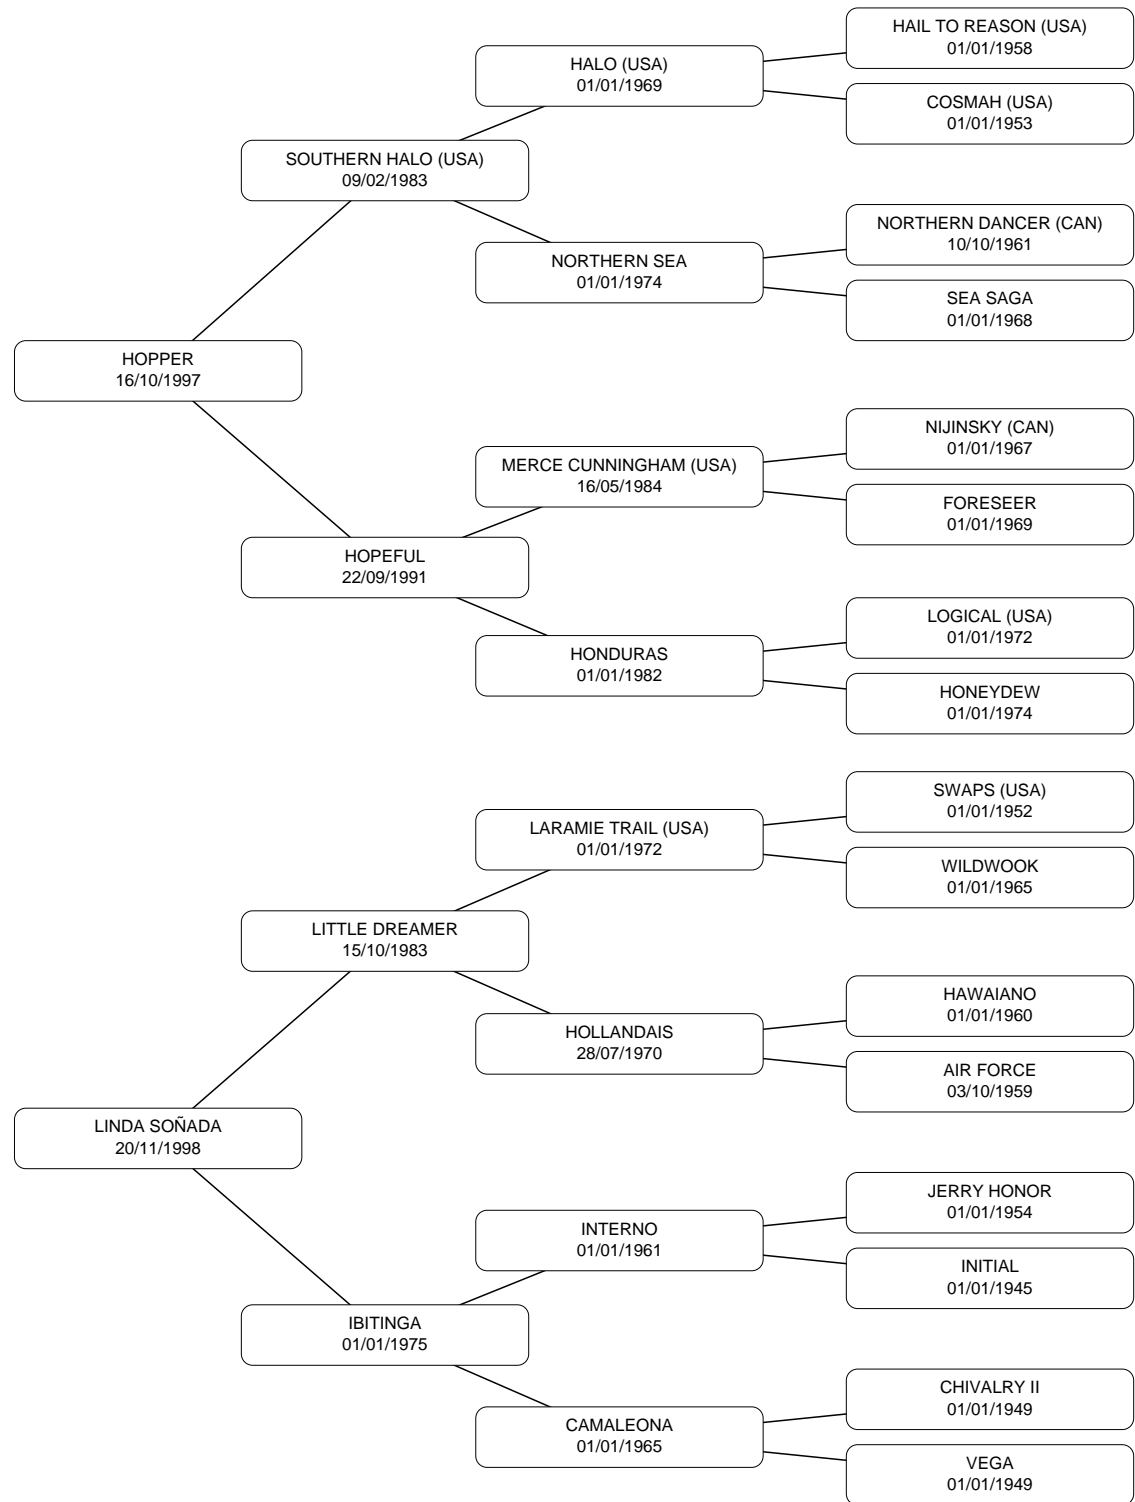 HAIL TO REASON (USA)
01/01/1958
HALO (USA)
01/01/1969
COSMAH (USA)
01/01/1953
SOUTHERN HALO (USA)
09/02/1983
NORTHERN DANCER (CAN)
10/10/1961
NORTHERN SEA
01/01/1974
SEA SAGA
01/01/1968
HOPPER
16/10/1997
NIJINSKY (CAN)
01/01/1967
MERCE CUNNINGHAM (USA)
16/05/1984
FORESEER
01/01/1969
HOPEFUL
22/09/1991
LOGICAL (USA)
01/01/1972
HONDURAS
01/01/1982
HONEYDEW
01/01/1974
SWAPS (USA)
01/01/1952
LARAMIE TRAIL (USA)
01/01/1972
WILDWOOK
01/01/1965
LITTLE DREAMER
15/10/1983
HAWAIANO
01/01/1960
HOLLANDAIS
28/07/1970
AIR FORCE
03/10/1959
LINDA SOÑADA
20/11/1998
JERRY HONOR
01/01/1954
INTERNO
01/01/1961
INITIAL
01/01/1945
IBITINGA
01/01/1975
CHIVALRY II
01/01/1949
CAMALEONA
01/01/1965
VEGA
01/01/1949